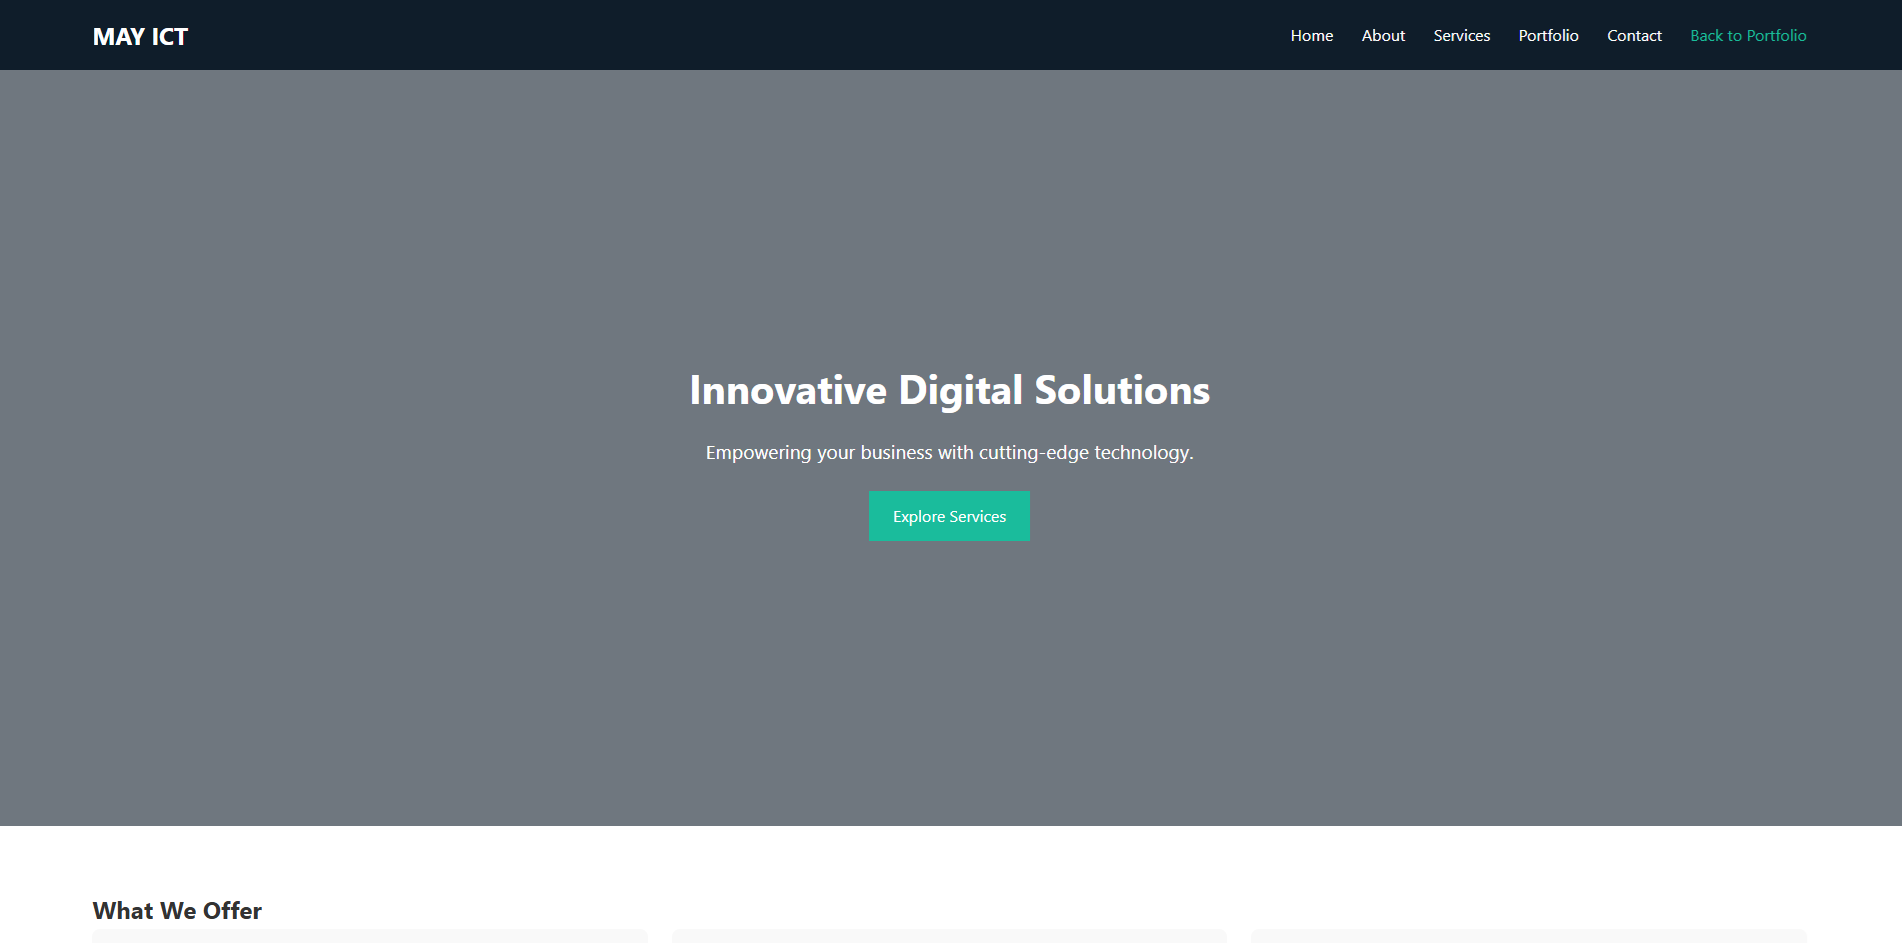 MAY ICT
Home About Services Portfolio Contact Back to Portfolio
Innovative Digital Solutions
Empowering your business with cutting-edge technology.
Explore Services
What We Offer